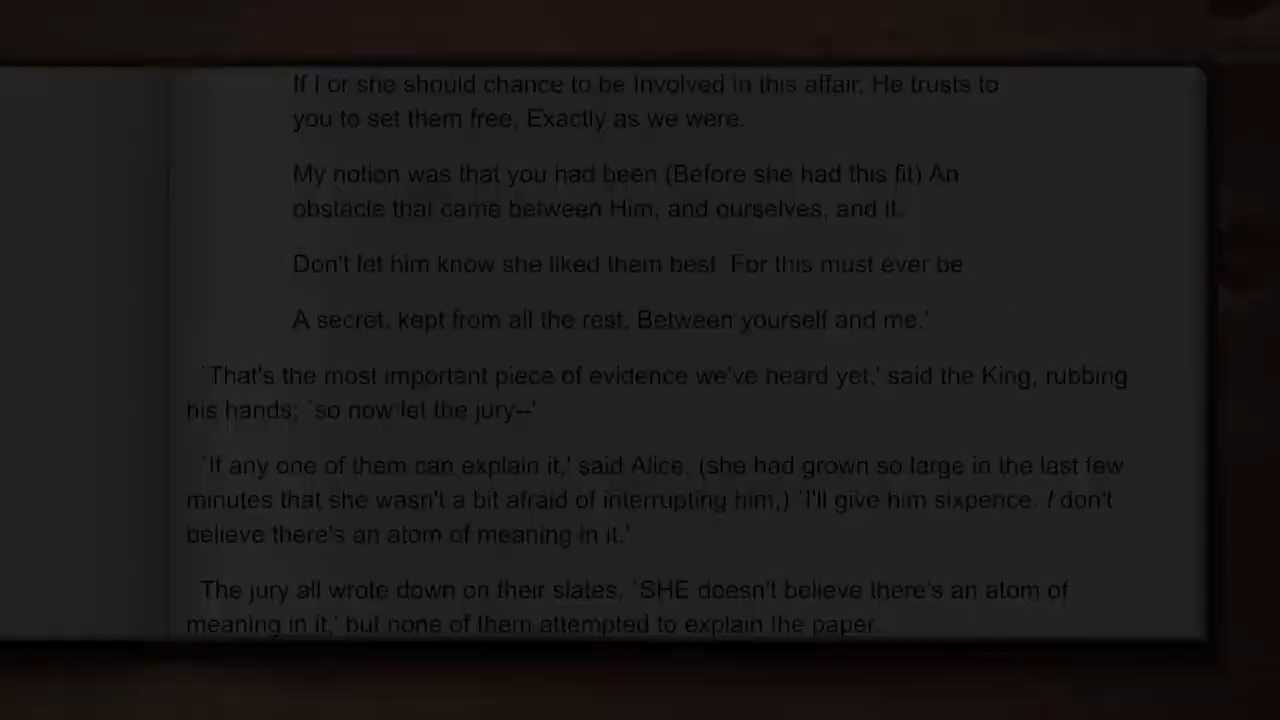 If I or she should chance to be Involved in this affair, He trusts to
you to set them free, Exactly as we were.
My notion was that you had been (Before she had this fit) An
obstacle that came between Him, and ourselves, and it.
Don't let him know she liked them best, For this must ever be
A secret, kept from all the rest, Between yourself and me.'
`That's the most important piece of evidence we've heard yet,' said the King, rubbing
his hands; `so now let the jury--'
`If any one of them can explain it,' said Alice, (she had grown so large in the last few
minutes that she wasn't a bit afraid of interrupting him,) `I'll give him sixpence. I don't
believe there's an atom of meaning in it.'
The jury all wrote down on their slates, `SHE doesn't believe there's an atom of
meaning in it,' but none of them attempted to explain the paper.